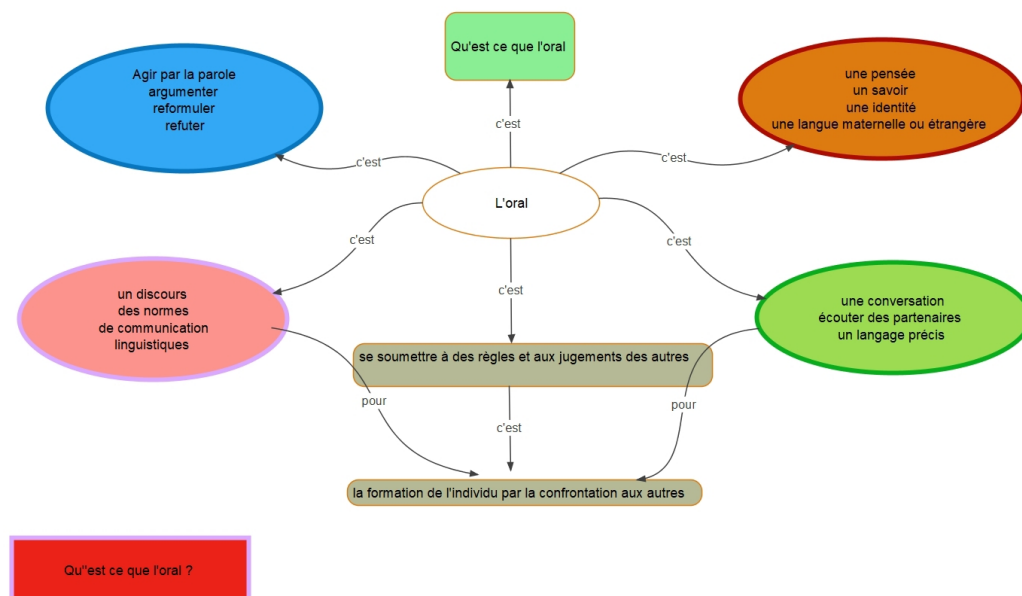 Qu'est ce que l'oral
Agir par la parole
argumenter
reformuler
refuter
une pensée
un savoir
une identité
une langue maternelle ou étrangère
c'est
c'est
c'est
L'oral
c'est
c'est
c'est
un discours
des normes
de communication
linguistiques
une conversation
écouter des partenaires
un langage précis
se soumettre à des règles et aux jugements des autres
pour
c'est
pour
la formation de l'individu par la confrontation aux autres
Qu''est ce que l'oral ?